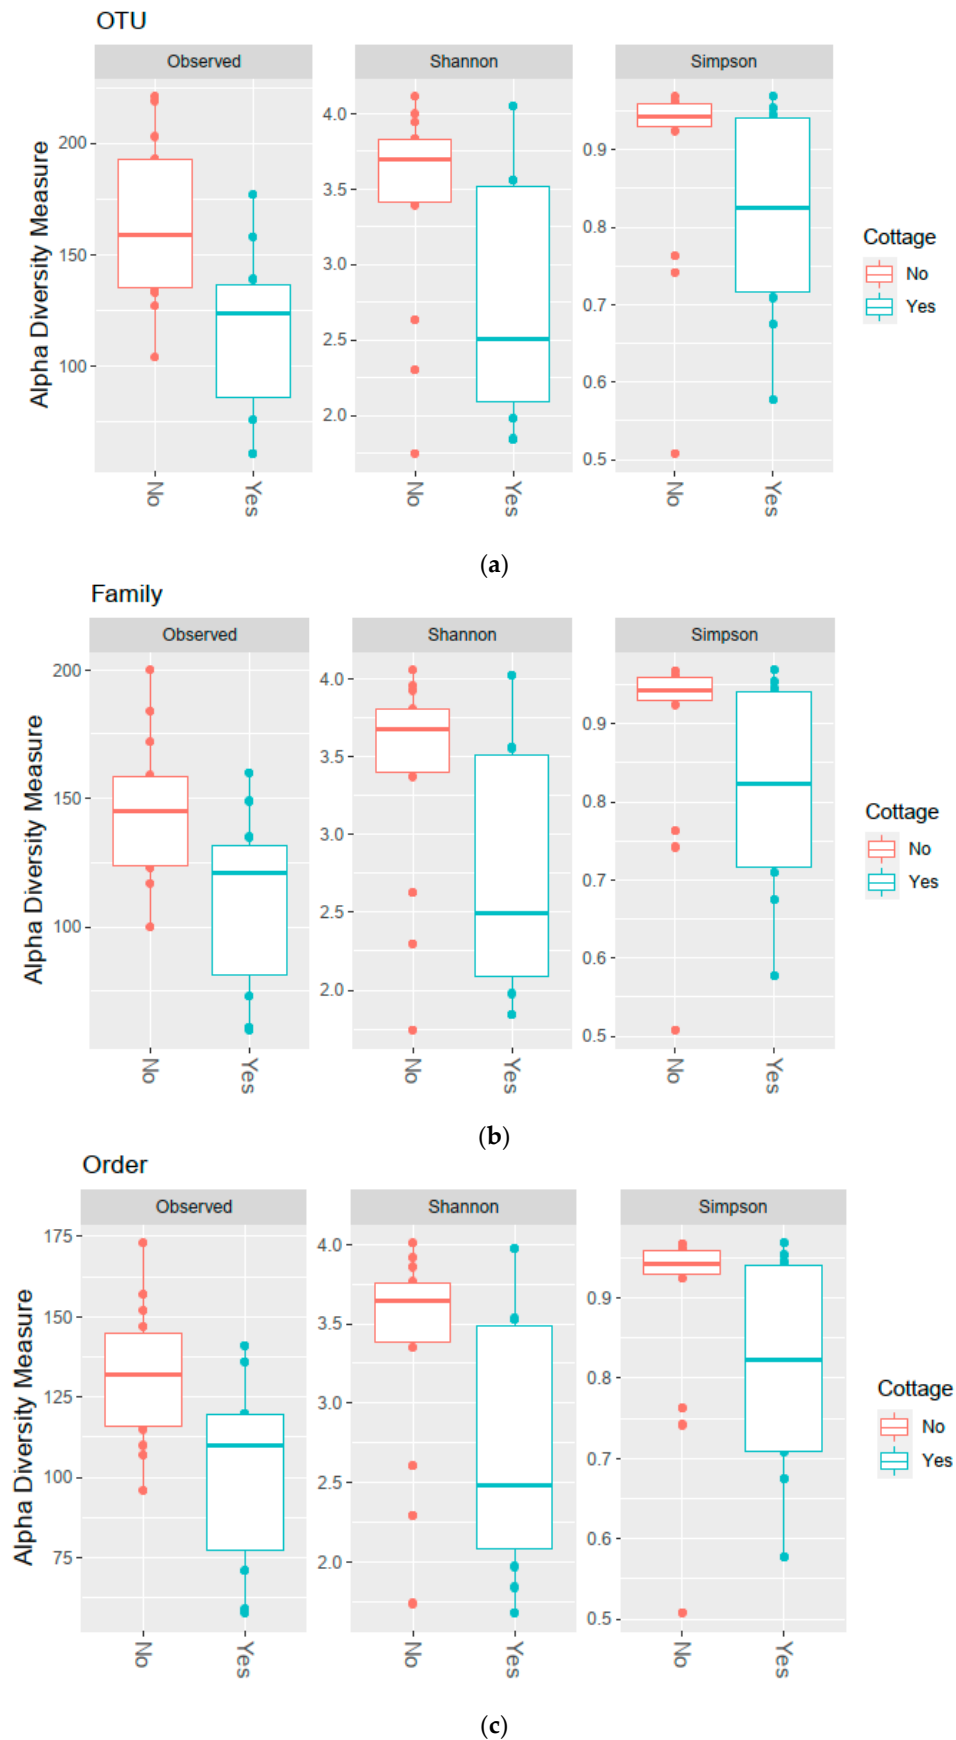 OTU
Observed Shannon Simpson
Alpha Diversity Measure
200
150
100
4.0
3.5
3.0
2.5
2.0
0.9
0.8
0.7
0.6
0.5
No Yes No Yes No Yes
Cottage
No
Yes
(a)
Family
Observed Shannon Simpson
Alpha Diversity Measure
200
150
100
4.0
3.5
3.0
2.5
2.0
0.9
0.8
0.7
0.6
0.5
No Yes No Yes No Yes
Cottage
No
Yes
(b)
Order
Observed Shannon Simpson
Alpha Diversity Measure
175
150
125
100
75
4.0
3.5
3.0
2.5
2.0
0.9
0.8
0.7
0.6
0.5
No Yes No Yes No Yes
Cottage
No
Yes
(c)